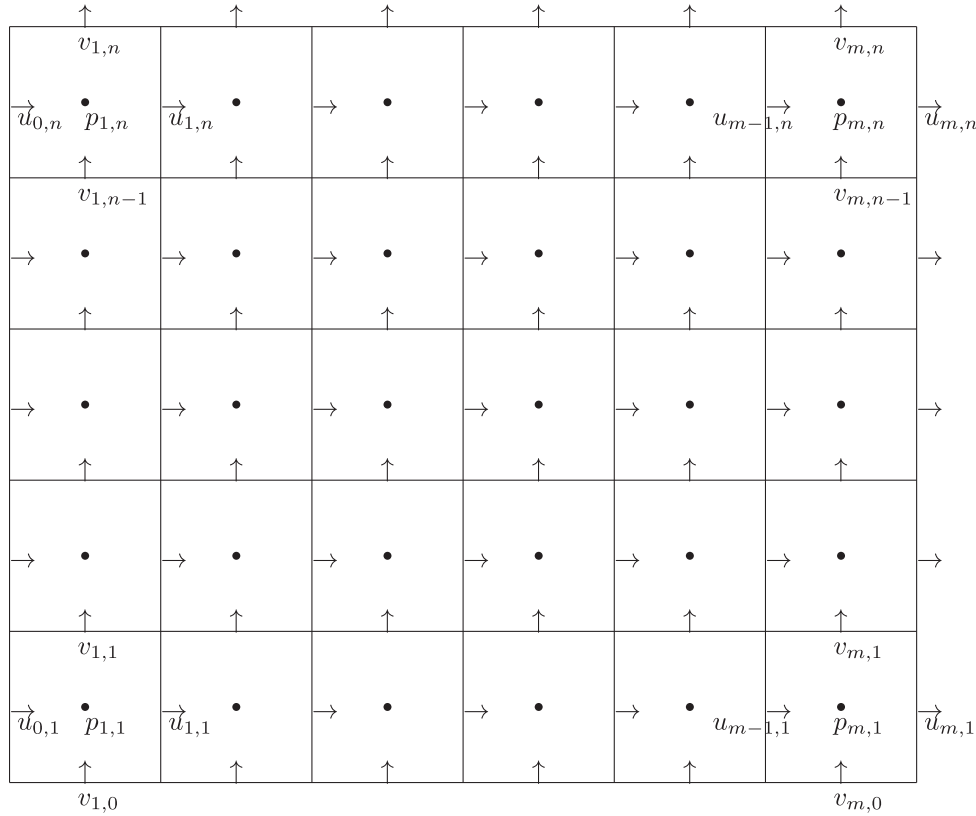 v_{1,n} v_{m,n}
u_{0,n} p_{1,n} u_{1,n} u_{m−1,n} p_{m,n} u_{m,n}
v_{1,n−1} v_{m,n−1}
v_{1,1} v_{m,1}
u_{0,1} p_{1,1} u_{1,1} u_{m−1,1} p_{m,1} u_{m,1}
v_{1,0} v_{m,0}